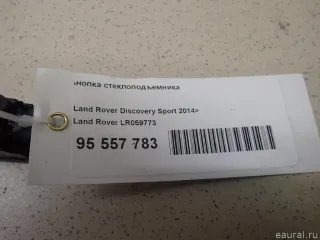 кнопка стеклоподъемника
Land Rover Discovery Sport 2014>
Land Rover LR059773
95 557 783
eaural.ru